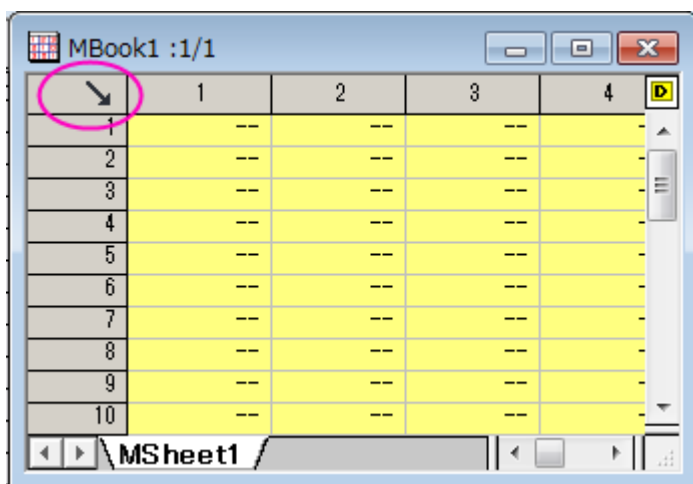 MBook1 :1/1
1 2 3 4 D
1 -- -- -- -
2 -- -- -- -
3 -- -- -- -
4 -- -- -- -
5 -- -- -- -
6 -- -- -- -
7 -- -- -- -
8 -- -- -- -
9 -- -- -- -
10 -- -- -- -
MSheet1